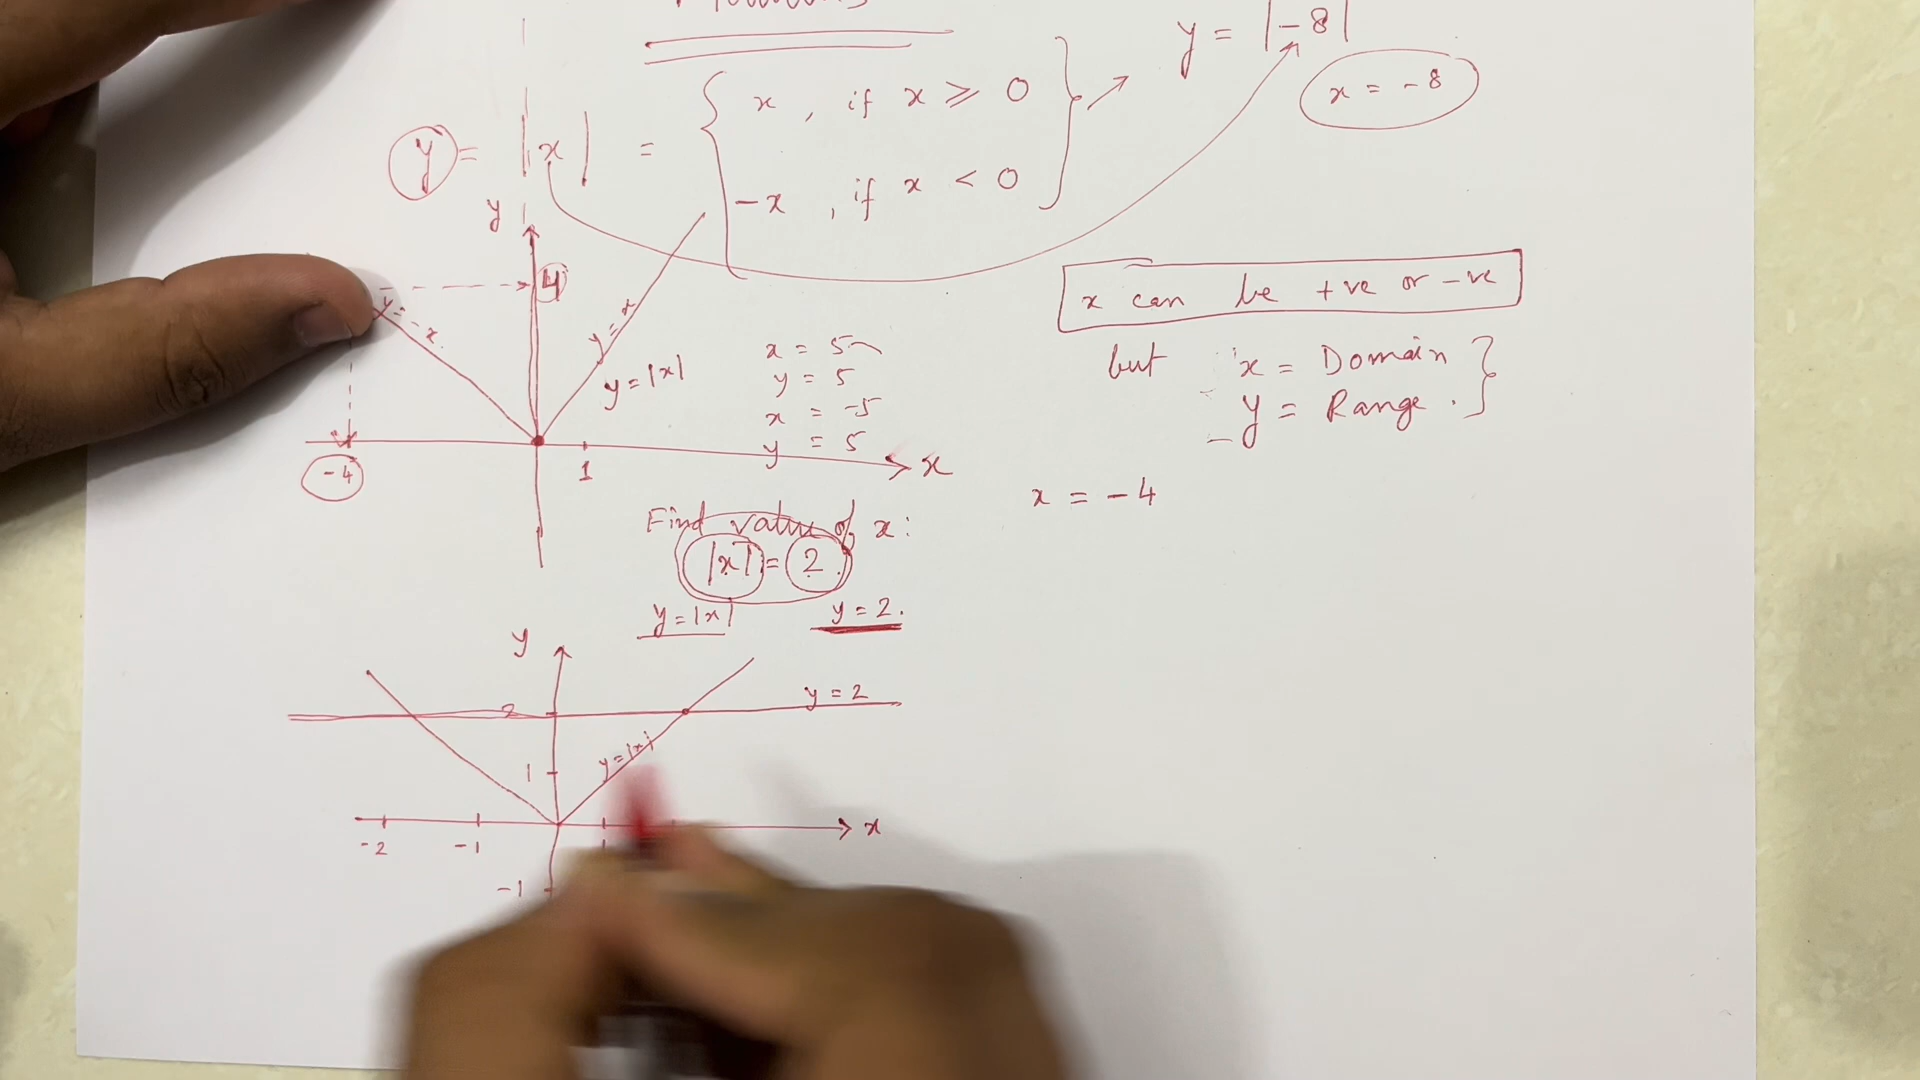 y = |-8|
x = -8
y = |x| = { x , if x ⩾ 0
-x , if x < 0 }
y
4
y = -x
y = x
y = |x|
x = 5
y = 5
x = -5
y = 5
-4
1
x
x can be +ve or -ve
but x = Domain
y = Range .
x = -4
Find value of x:
|x| = 2
y = |x|
y = 2.
y
2
y = 2
y = |x|
1
-2
-1
1
x
-1